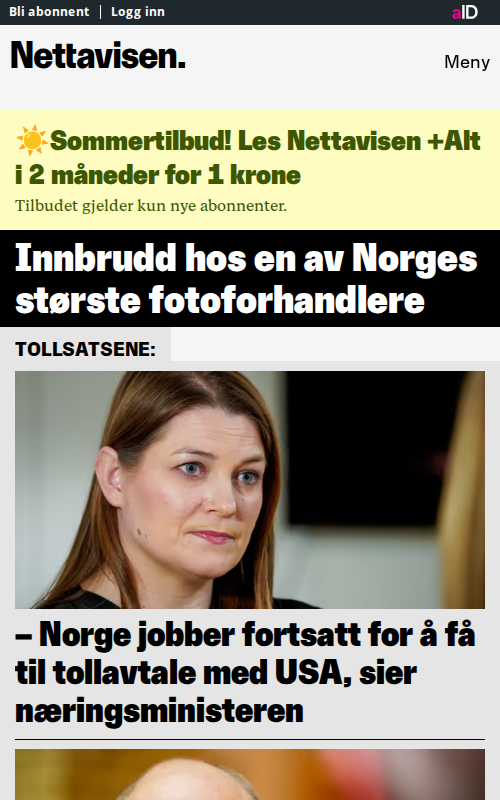 Bli abonnent | Logg inn
aID
Nettavisen.
Meny
☀️Sommertilbud! Les Nettavisen +Alt
i 2 måneder for 1 krone
Tilbudet gjelder kun nye abonnenter.
Innbrudd hos en av Norges
største fotoforhandlere
TOLLSATSENE:
– Norge jobber fortsatt for å få
til tollavtale med USA, sier
næringsministeren